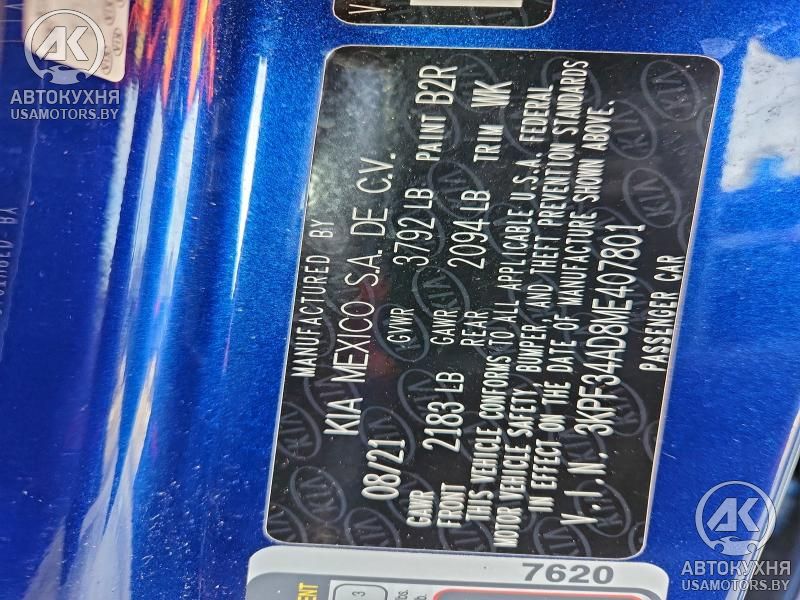 MANUFACTURED BY
KIA MEXICO S.A. DE C.V.
08/21 GVWR 3792 LB PAINT B2R
GAWR FRONT 2183 LB GAWR REAR 2094 LB TRIM WK
THIS VEHICLE CONFORMS TO ALL APPLICABLE U.S.A. FEDERAL
MOTOR VEHICLE SAFETY, BUMPER, AND THEFT PREVENTION STANDARDS
IN EFFECT ON THE DATE OF MANUFACTURE SHOWN ABOVE.
V.I.N. 3KPF34AD8ME407801
PASSENGER CAR
7620
АВТОКУХНЯ
USAMOTORS.BY
АВТОКУХНЯ
USAMOTORS.BY